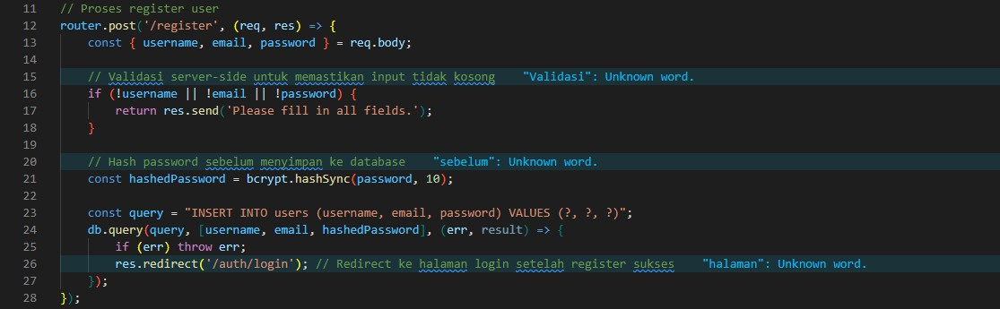 11 // Proses register user
12 router.post('/register', (req, res) => {
13     const { username, email, password } = req.body;
14
15     // Validasi server-side untuk memastikan input tidak kosong    "Validasi": Unknown word.
16     if (!username || !email || !password) {
17         return res.send('Please fill in all fields.');
18     }
19
20     // Hash password sebelum menyimpan ke database    "sebelum": Unknown word.
21     const hashedPassword = bcrypt.hashSync(password, 10);
22
23     const query = "INSERT INTO users (username, email, password) VALUES (?, ?, ?)";
24     db.query(query, [username, email, hashedPassword], (err, result) => {
25         if (err) throw err;
26         res.redirect('/auth/login'); // Redirect ke halaman login setelah register sukses    "halaman": Unknown word.
27     });
28 });